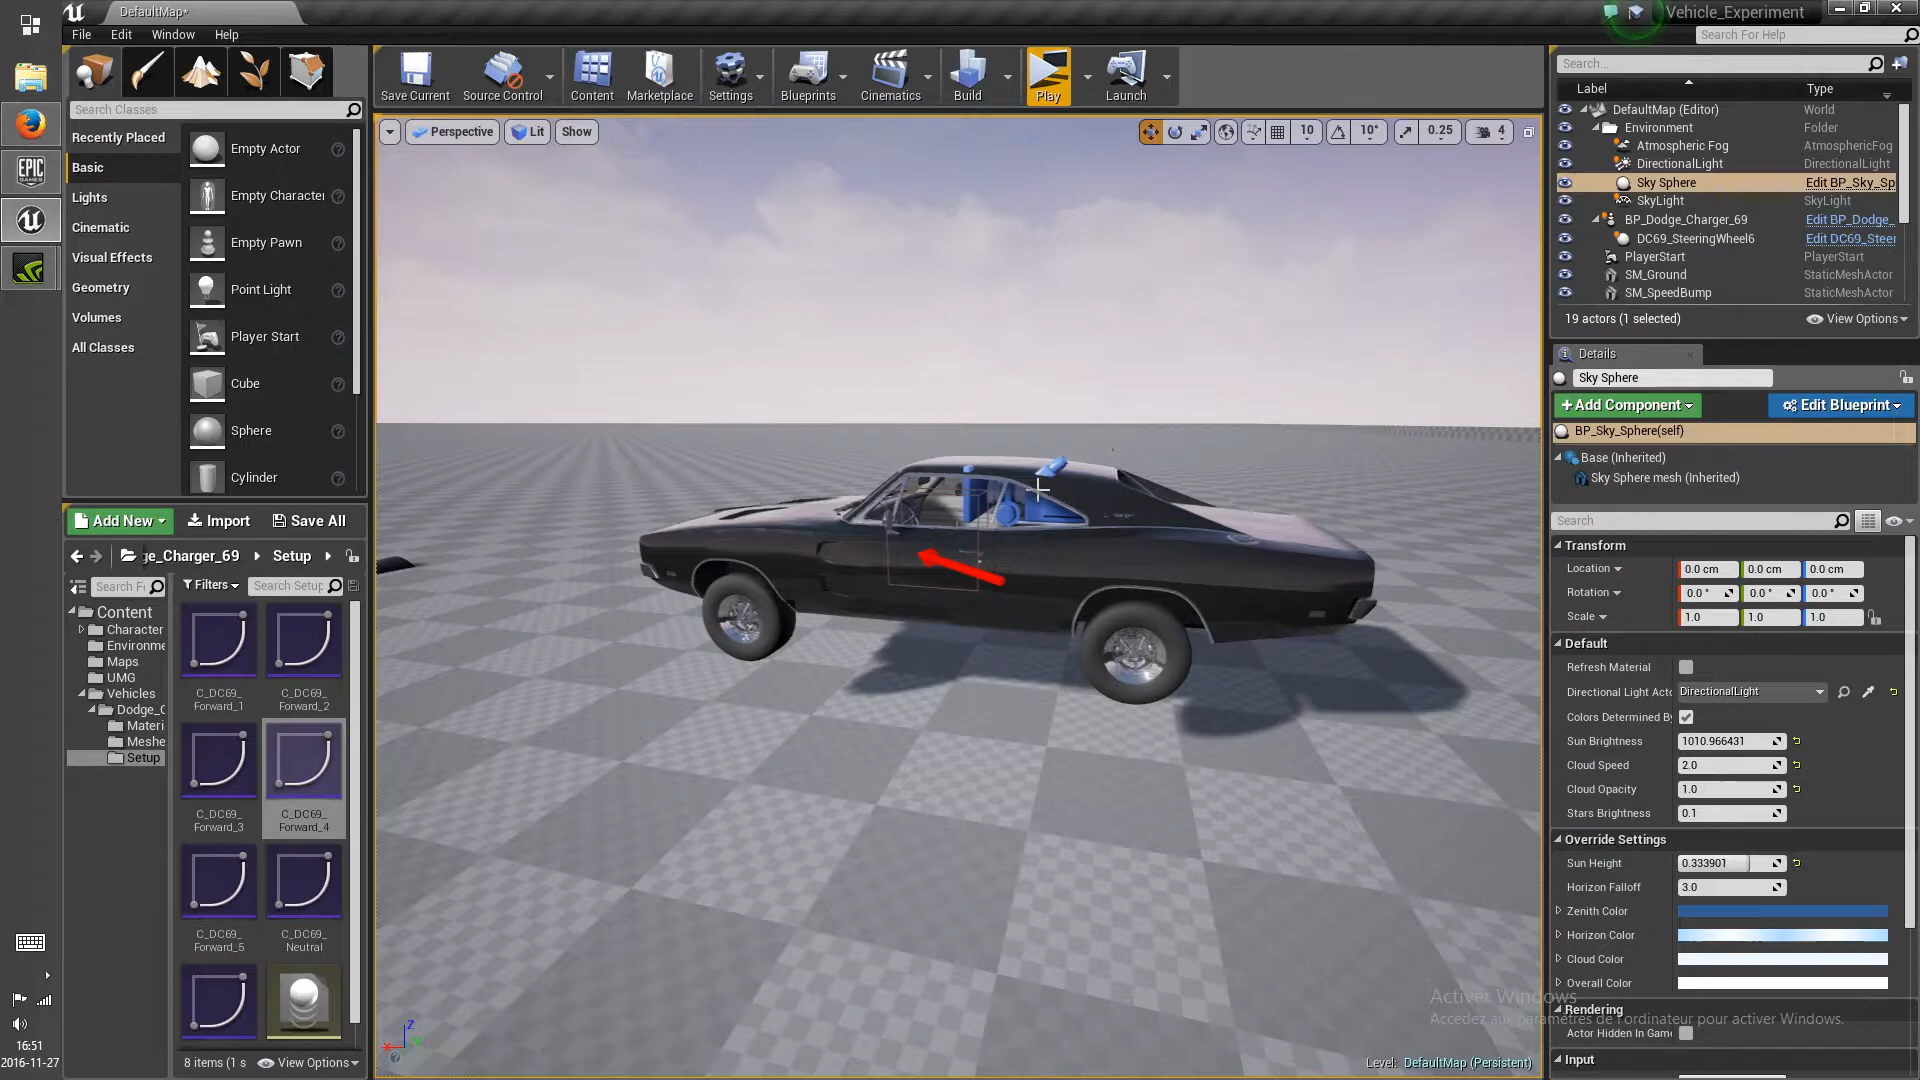 DefaultMap*
Vehicle_Experiment
File Edit Window Help
Search For Help
Save Current
Source Control
Content
Marketplace
Settings
Blueprints
Cinematics
Build
Play
Launch
Search Classes
Recently Placed
Basic
Lights
Cinematic
Visual Effects
Geometry
Volumes
All Classes
Empty Actor
Empty Character
Empty Pawn
Point Light
Player Start
Cube
Sphere
Cylinder
Perspective
Lit
Show
10
10°
0.25
4
Search...
Label Type
DefaultMap (Editor) World
Environment Folder
Atmospheric Fog AtmosphericFog
DirectionalLight DirectionalLight
Sky Sphere Edit BP_Sky_Sp
SkyLight SkyLight
BP_Dodge_Charger_69 Edit BP_Dodge_
DC69_SteeringWheel6 Edit DC69_Steer
PlayerStart PlayerStart
SM_Ground StaticMeshActor
SM_SpeedBump StaticMeshActor
19 actors (1 selected) View Options
Details
Sky Sphere
+Add Component Edit Blueprint
BP_Sky_Sphere(self)
Base (Inherited)
Sky Sphere mesh (Inherited)
Search
Transform
Location 0.0 cm 0.0 cm 0.0 cm
Rotation 0.0 ° 0.0 ° 0.0 °
Scale 1.0 1.0 1.0
Default
Refresh Material
Directional Light Actc DirectionalLight
Colors Determined By
Sun Brightness 1010.966431
Cloud Speed 2.0
Cloud Opacity 1.0
Stars Brightness 0.1
Override Settings
Sun Height 0.333901
Horizon Falloff 3.0
Zenith Color
Horizon Color
Cloud Color
Overall Color
Rendering
Actor Hidden In Game
Input
Activer Windows
Accédez aux paramètres de l'ordinateur pour activer Windows.
Add New Import Save All
ge_Charger_69 Setup
Search Fo
Filters
Search Setup
Content
Character
Environme
Maps
UMG
Vehicles
Dodge_C
Materi
Meshe
Setup
C_DC69_
Forward_1
C_DC69_
Forward_2
C_DC69_
Forward_3
C_DC69_
Forward_4
C_DC69_
Forward_5
C_DC69_
Neutral
8 items (1 s View Options
EPIC
GAMES
16:51
2016-11-27
Z
X
Y
Level: DefaultMap (Persistent)